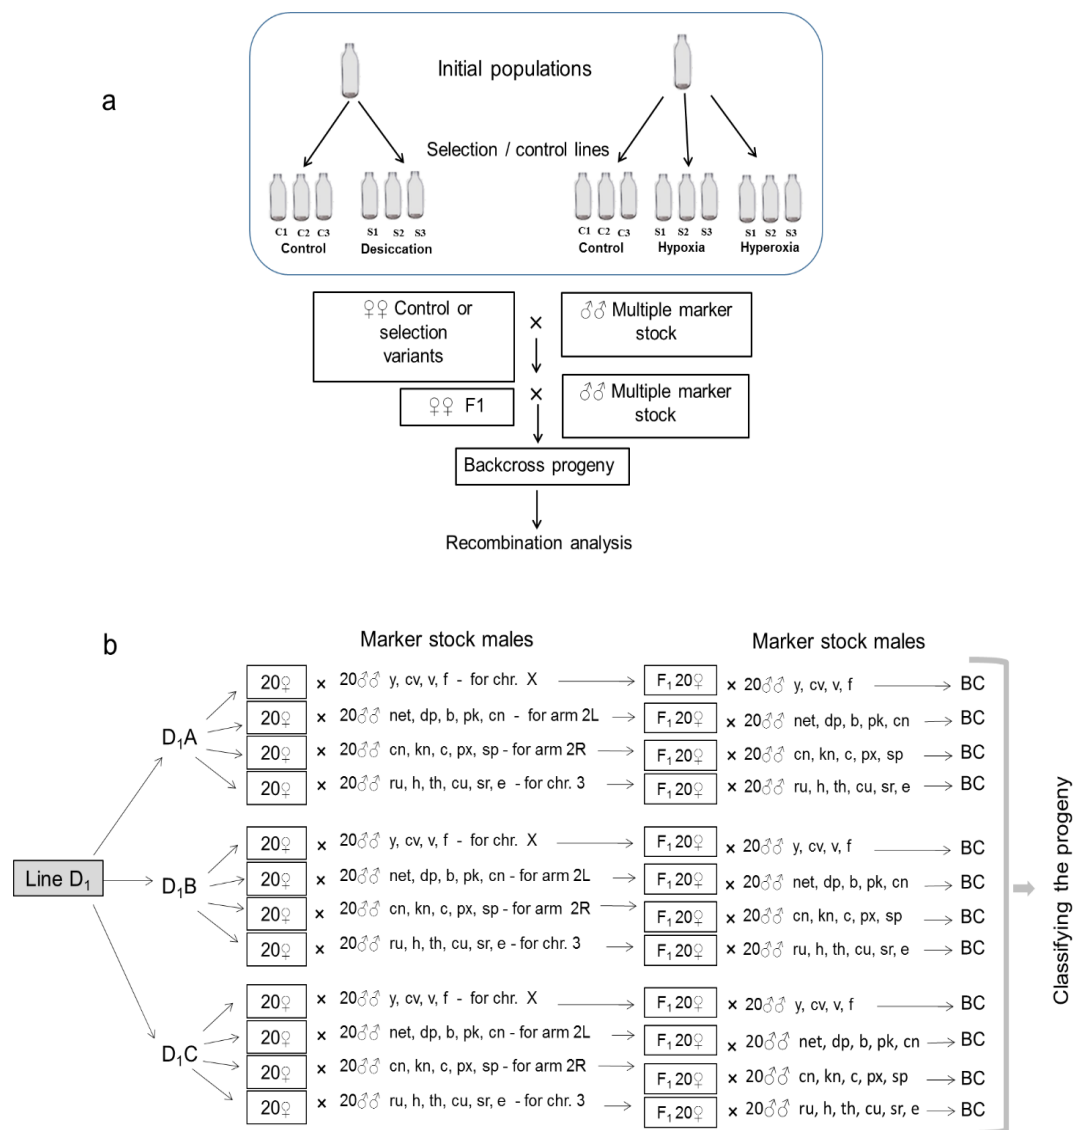 a
Initial populations
Selection / control lines
C1 C2 C3 S1 S2 S3 C1 C2 C3 S1 S2 S3 S1 S2 S3
Control Desiccation Control Hypoxia Hyperoxia
♀♀ Control or
selection
variants
×
♂♂ Multiple marker
stock
♀♀ F1
×
♂♂ Multiple marker
stock
Backcross progeny
Recombination analysis
b
Marker stock males Marker stock males
Line D₁
D₁A
20♀ × 20♂♂ y, cv, v, f - for chr. X F₁ 20♀ × 20♂♂ y, cv, v, f BC
20♀ × 20♂♂ net, dp, b, pk, cn - for arm 2L F₁ 20♀ × 20♂♂ net, dp, b, pk, cn BC
20♀ × 20♂♂ cn, kn, c, px, sp - for arm 2R F₁ 20♀ × 20♂♂ cn, kn, c, px, sp BC
20♀ × 20♂♂ ru, h, th, cu, sr, e - for chr. 3 F₁ 20♀ × 20♂♂ ru, h, th, cu, sr, e BC
D₁B
20♀ × 20♂♂ y, cv, v, f - for chr. X F₁ 20♀ × 20♂♂ y, cv, v, f BC
20♀ × 20♂♂ net, dp, b, pk, cn - for arm 2L F₁ 20♀ × 20♂♂ net, dp, b, pk, cn BC
20♀ × 20♂♂ cn, kn, c, px, sp - for arm 2R F₁ 20♀ × 20♂♂ cn, kn, c, px, sp BC
20♀ × 20♂♂ ru, h, th, cu, sr, e - for chr. 3 F₁ 20♀ × 20♂♂ ru, h, th, cu, sr, e BC
D₁C
20♀ × 20♂♂ y, cv, v, f - for chr. X F₁ 20♀ × 20♂♂ y, cv, v, f BC
20♀ × 20♂♂ net, dp, b, pk, cn - for arm 2L F₁ 20♀ × 20♂♂ net, dp, b, pk, cn BC
20♀ × 20♂♂ cn, kn, c, px, sp - for arm 2R F₁ 20♀ × 20♂♂ cn, kn, c, px, sp BC
20♀ × 20♂♂ ru, h, th, cu, sr, e - for chr. 3 F₁ 20♀ × 20♂♂ ru, h, th, cu, sr, e BC
Classifying the progeny